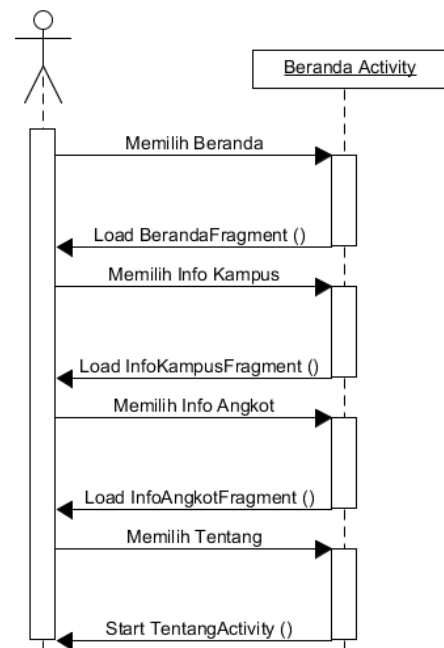 Beranda Activity
Memilih Beranda
Load BerandaFragment ()
Memilih Info Kampus
Load InfoKampusFragment ()
Memilih Info Angkot
Load InfoAngkotFragment ()
Memilih Tentang
Start TentangActivity ()